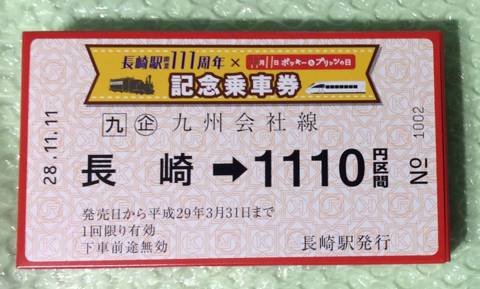 長崎駅開業111周年 × 11月11日 ポッキー&プリッツの日
記念乗車券
九 企 九州会社線
28.11.11
長崎 ➡ 1110円区間
№ 1002
発売日から平成29年3月31日まで
1回限り有効
下車前途無効
長崎駅発行